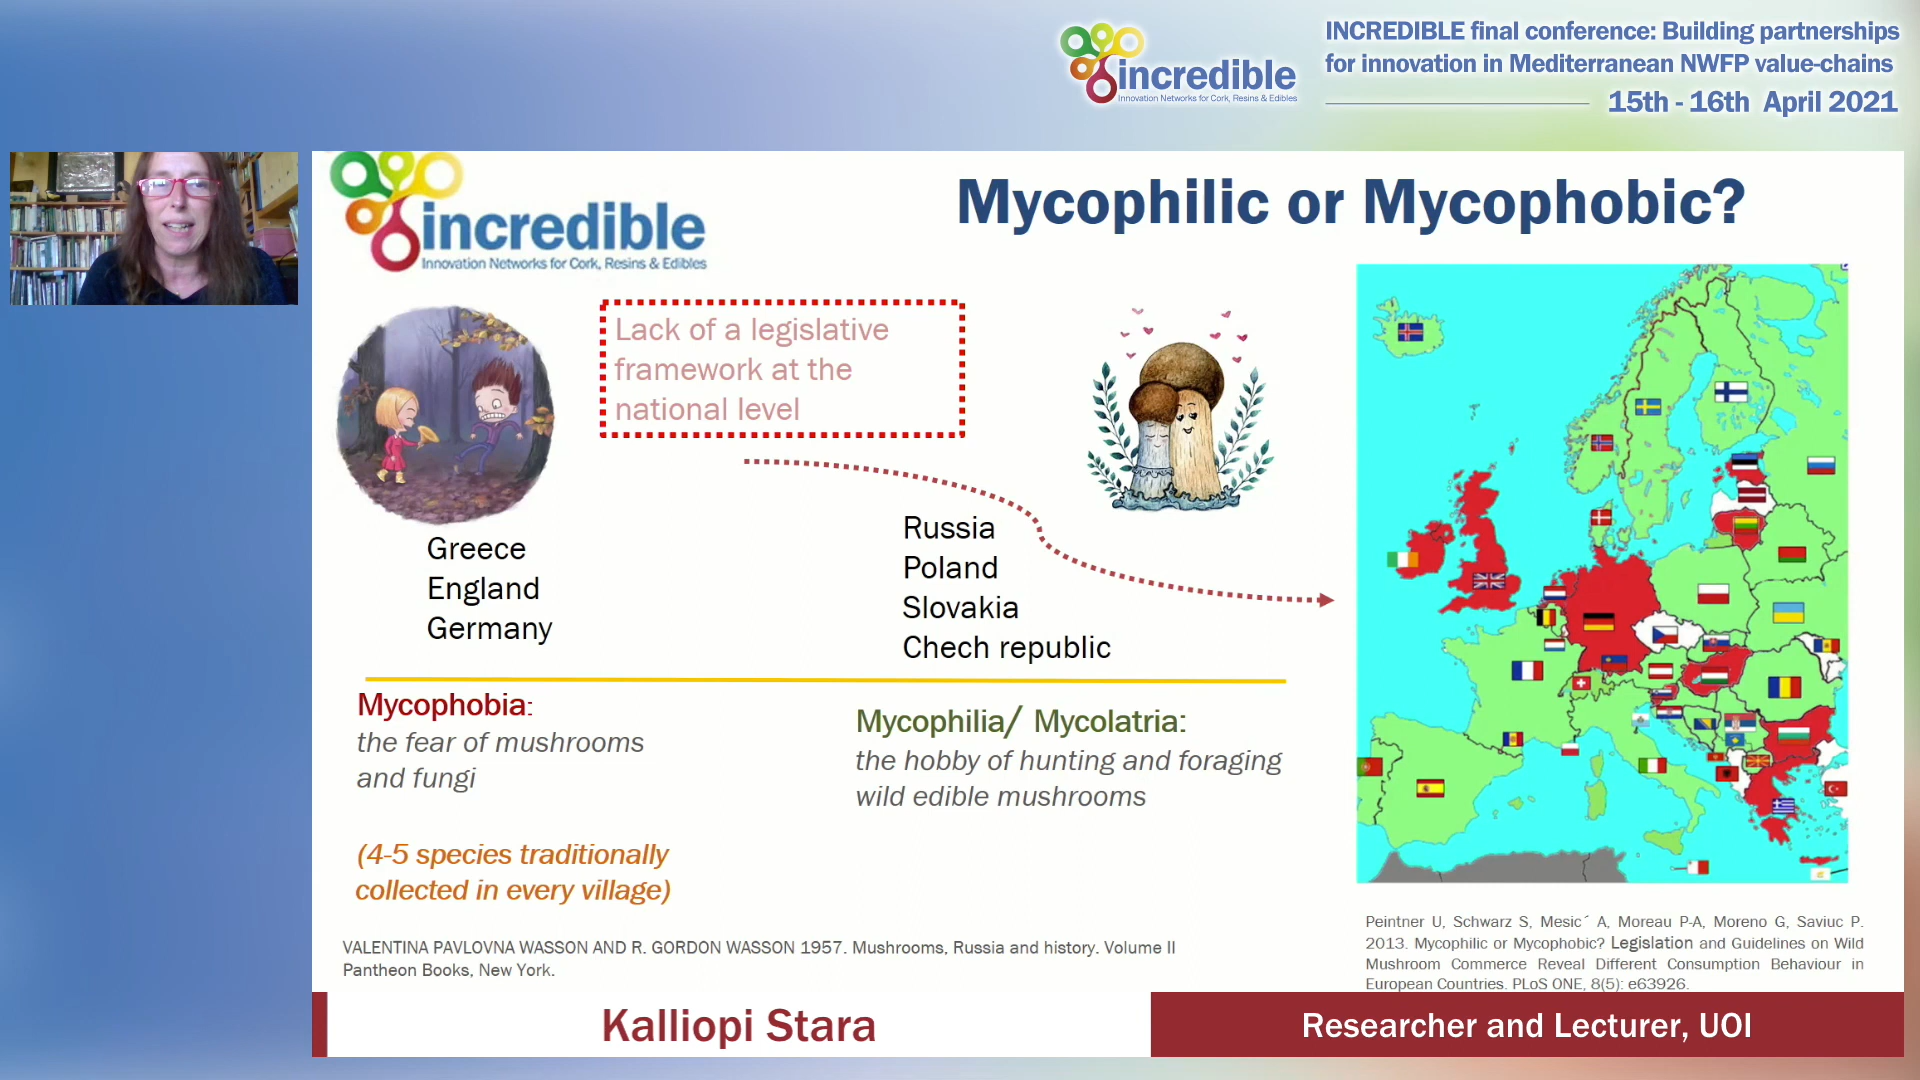 incredible
Innovation Networks for Cork, Resins & Edibles
INCREDIBLE final conference: Building partnerships
for innovation in Mediterranean NWFP value-chains
15th - 16th April 2021
incredible
Innovation Networks for Cork, Resins & Edibles
Mycophilic or Mycophobic?
Lack of a legislative
framework at the
national level
Greece
England
Germany
Russia
Poland
Slovakia
Chech republic
Mycophobia:
the fear of mushrooms
and fungi
(4-5 species traditionally
collected in every village)
Mycophilia/ Mycolatria:
the hobby of hunting and foraging
wild edible mushrooms
VALENTINA PAVLOVNA WASSON AND R. GORDON WASSON 1957. Mushrooms, Russia and history. Volume II
Pantheon Books, New York.
Peintner U, Schwarz S, Mesic´ A, Moreau P-A, Moreno G, Saviuc P.
2013. Mycophilic or Mycophobic? Legislation and Guidelines on Wild
Mushroom Commerce Reveal Different Consumption Behaviour in
European Countries. PLoS ONE, 8(5): e63926.
Kalliopi Stara
Researcher and Lecturer, UOI